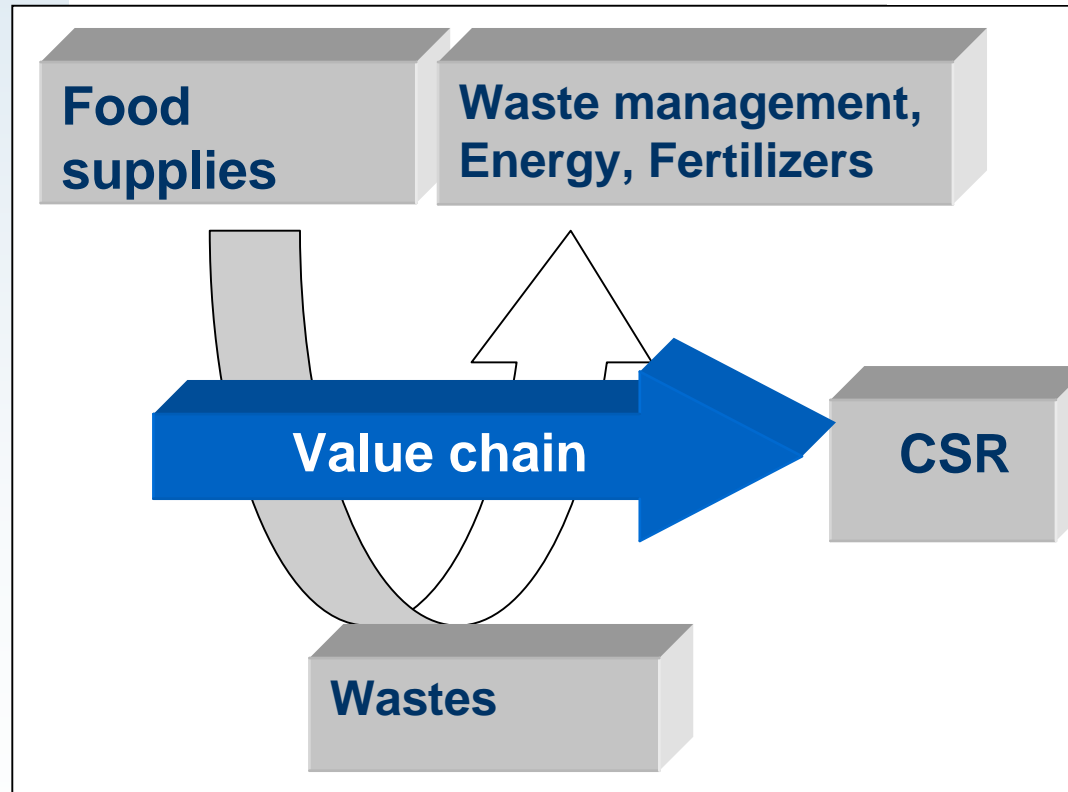 Food
supplies
Waste management,
Energy, Fertilizers
Value chain
CSR
Wastes